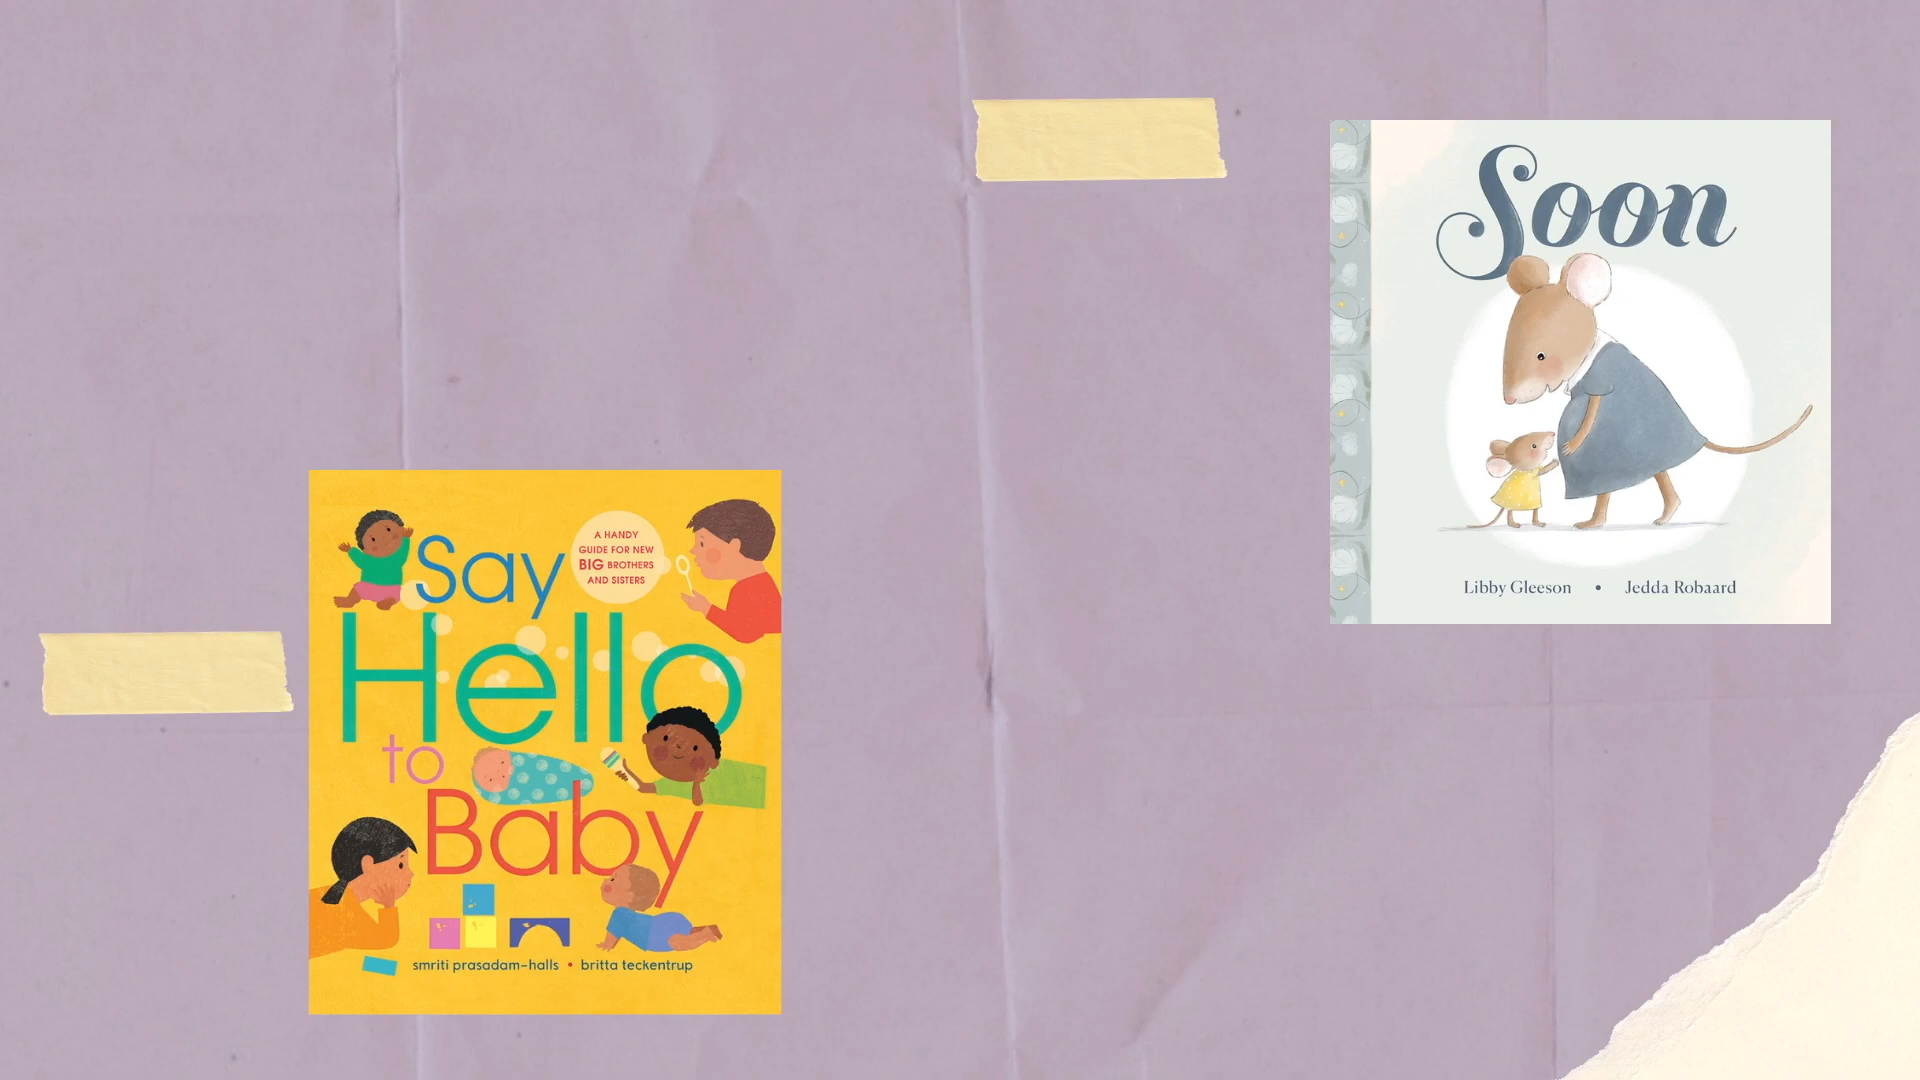 Say
A HANDY
GUIDE FOR NEW
BIG BROTHERS
AND SISTERS
Hello
to
Baby
smriti prasadam-halls • britta teckentrup
Soon
Libby Gleeson • Jedda Robaard